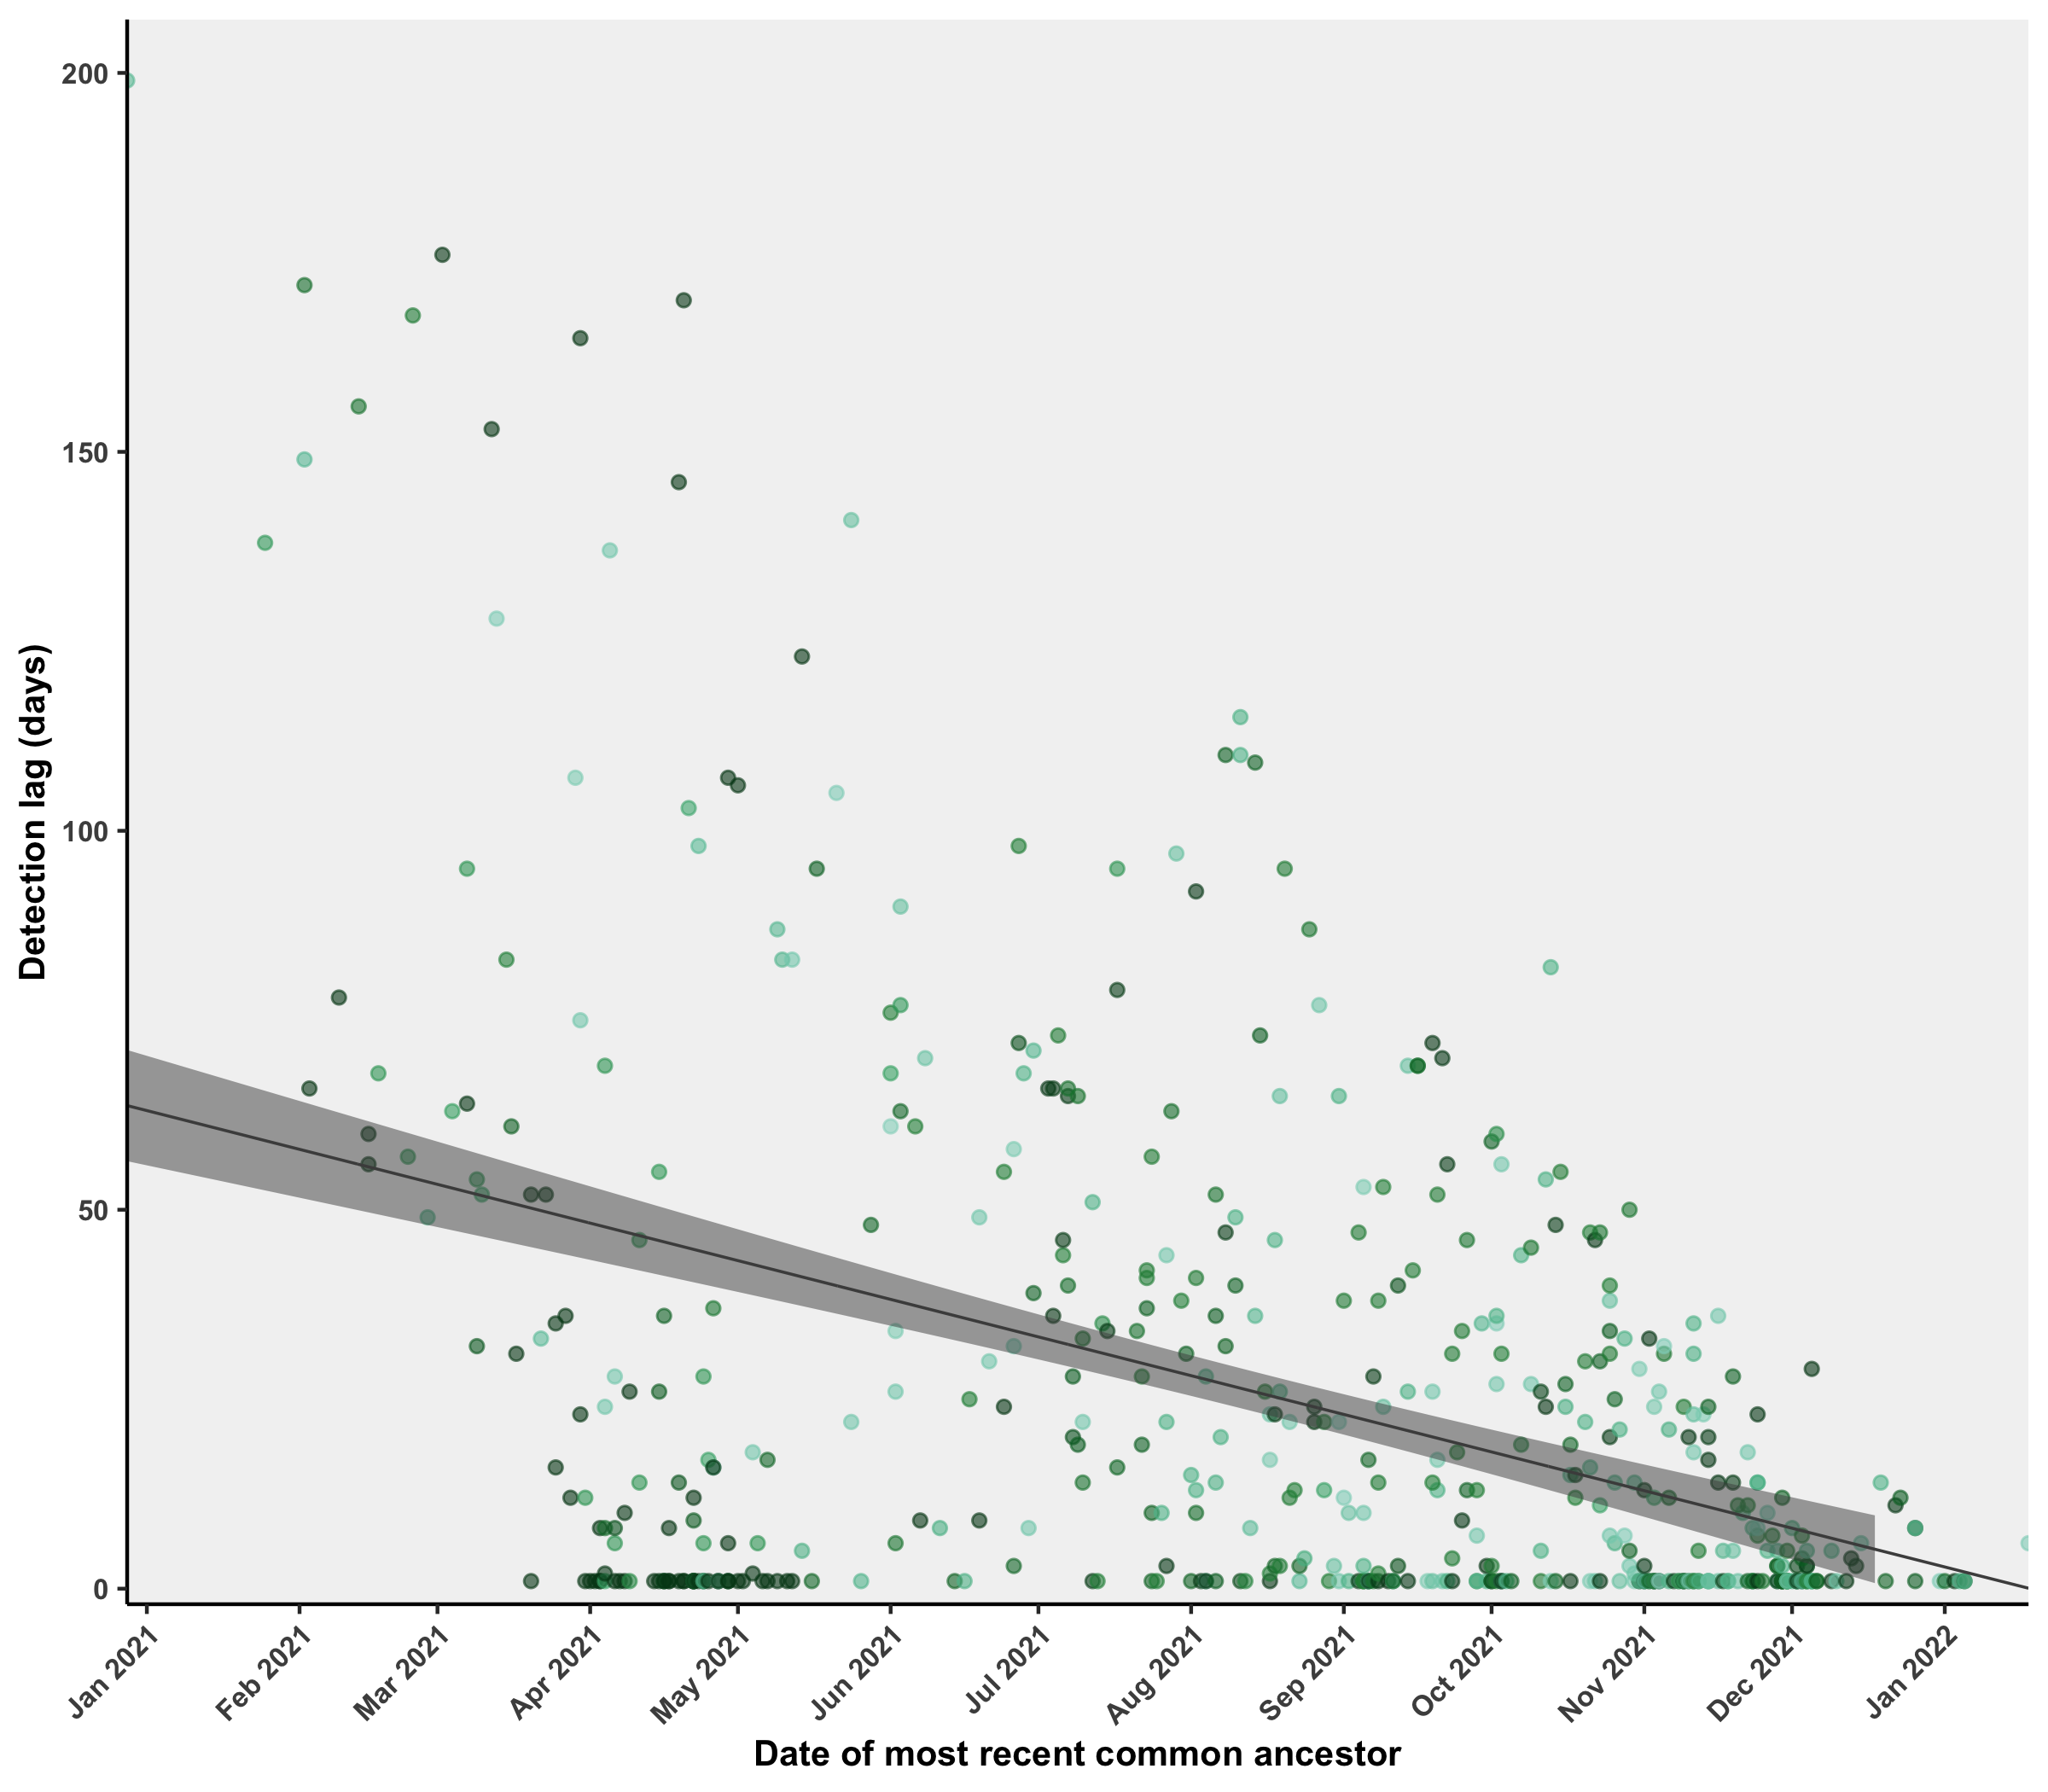 200
150
100
50
0
Detection lag (days)
Jan 2021
Feb 2021
Mar 2021
Apr 2021
May 2021
Jun 2021
Jul 2021
Aug 2021
Sep 2021
Oct 2021
Nov 2021
Dec 2021
Jan 2022
Date of most recent common ancestor